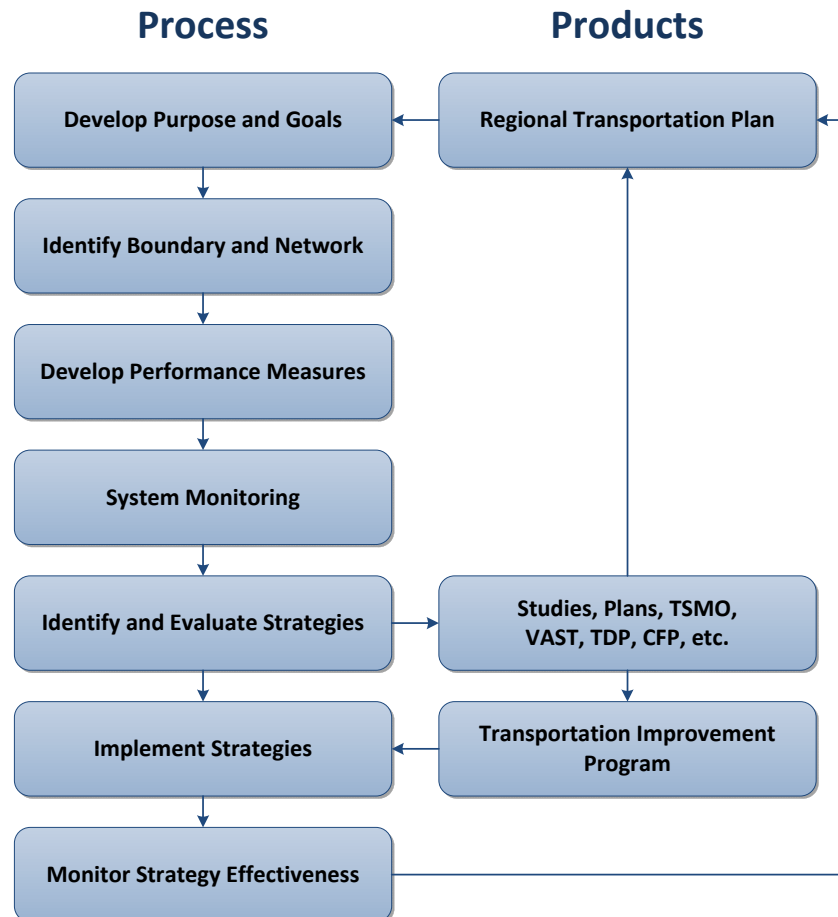 Process
Products
Develop Purpose and Goals
Regional Transportation Plan
Identify Boundary and Network
Develop Performance Measures
System Monitoring
Identify and Evaluate Strategies
Studies, Plans, TSMO,
VAST, TDP, CFP, etc.
Implement Strategies
Transportation Improvement
Program
Monitor Strategy Effectiveness